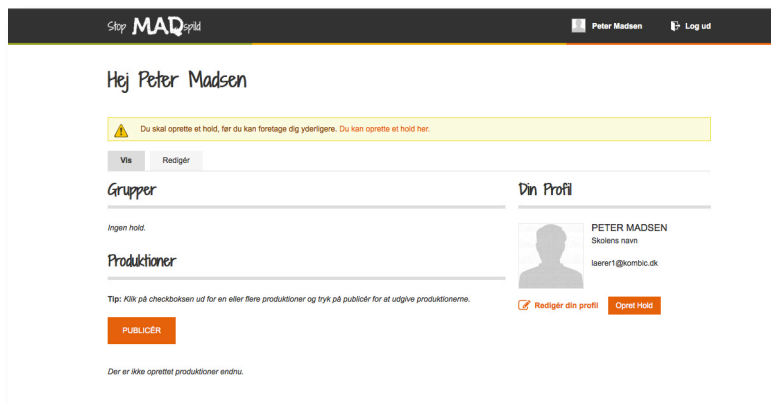 Stop MADspild
Peter Madsen
Log ud
Hej Peter Madsen
Du skal oprette et hold, før du kan foretage dig yderligere. Du kan oprette et hold her.
Vis
Redigér
Grupper
Ingen hold.
Produktioner
Tip: Klik på checkboksen ud for en eller flere produktioner og tryk på publicér for at udgive produktionerne.
PUBLICÉR
Der er ikke oprettet produktioner endnu.
Din Profil
PETER MADSEN
Skolens navn
laerer1@kombic.dk
Redigér din profil
Opret Hold